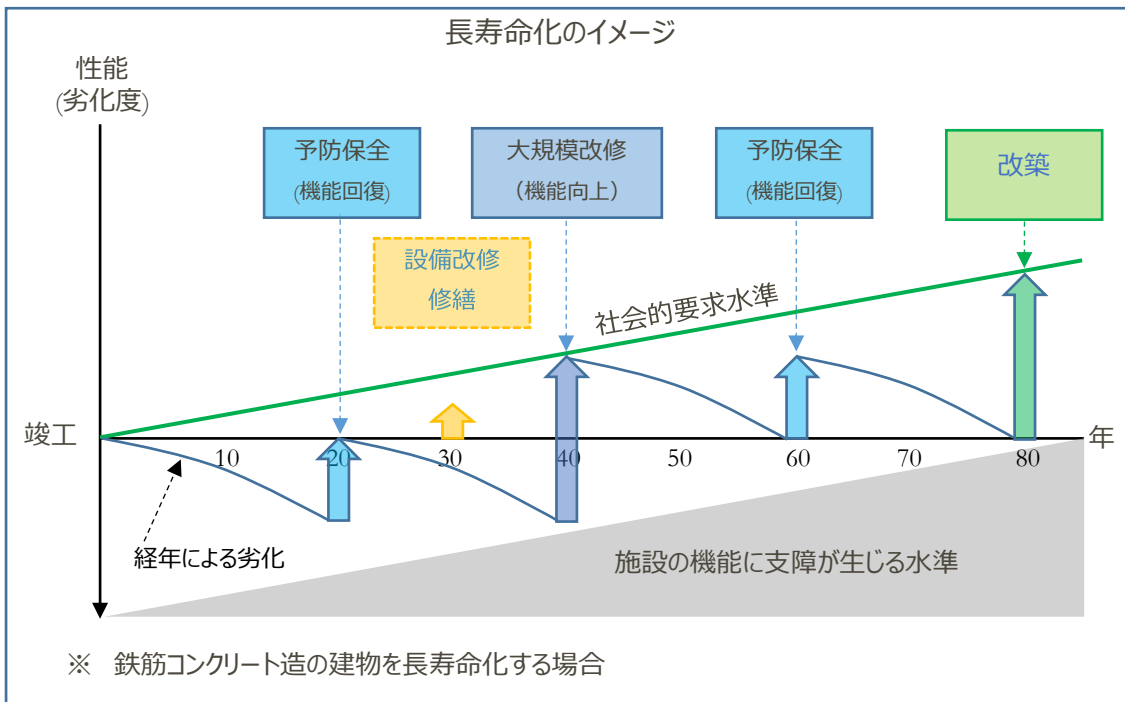 長寿命化のイメージ
性能
(劣化度)
予防保全
(機能回復)
大規模改修
（機能向上）
予防保全
(機能回復)
改築
設備改修
修繕
社会的要求水準
竣工
10
20
30
40
50
60
70
80
年
経年による劣化
施設の機能に支障が生じる水準
※　鉄筋コンクリート造の建物を長寿命化する場合